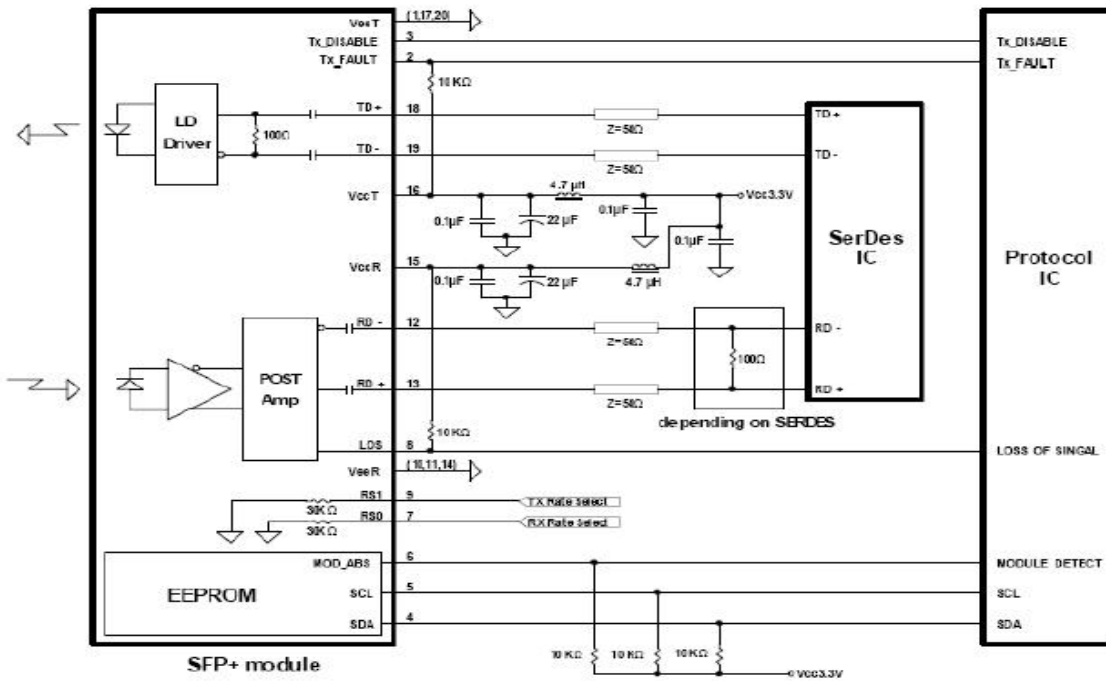 VeeT (1,17,20)
Tx_DISABLE 3 Tx_DISABLE
Tx_FAULT 2 Tx_FAULT
10 KΩ
LD Driver
100Ω
TD+ 18 Z=50Ω TD+
TD- 19 Z=50Ω TD-
VccT 16 4.7 µH Vcc3.3V
0.1µF 22 µF 0.1µF 0.1µF
SerDes IC
Protocol IC
VccR 15
0.1µF 22 µF 4.7 µH
RD - 12 Z=50Ω RD -
100Ω
POST Amp
RD + 13 Z=50Ω RD +
depending on SERDES
10 KΩ
LOS 8 LOSS OF SINGAL
VeeR (10,11,14)
RS1 9 TX Rate Select
30K Ω
RS0 7 RX Rate Select
30K Ω
MOD_ABS 6 MODULE DETECT
EEPROM
SCL 5 SCL
SDA 4 SDA
10 KΩ 10 KΩ 10 KΩ
Vcc3.3V
SFP+ module